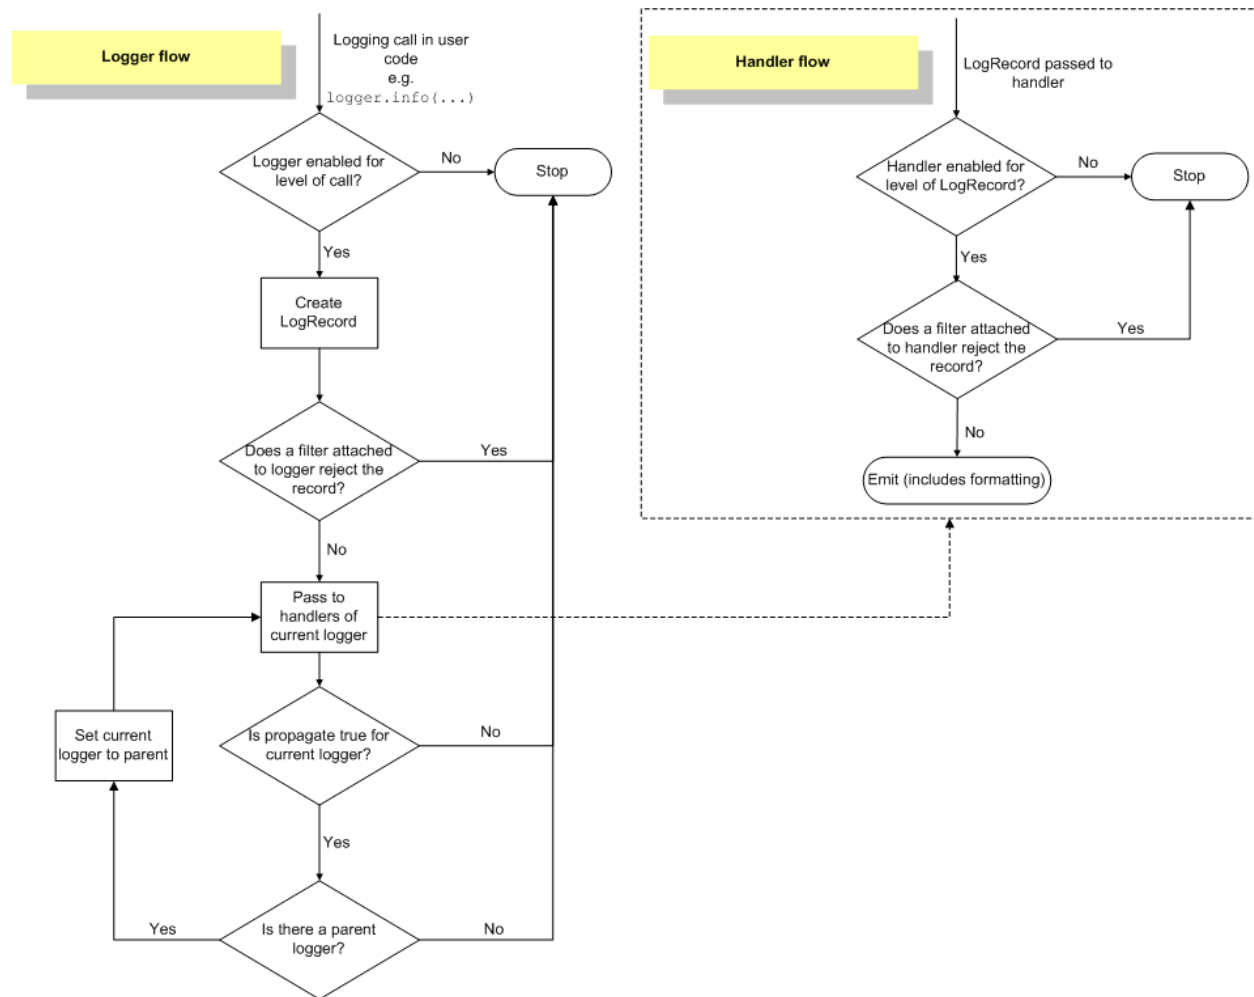 Logger flow
Logging call in user
code
e.g.
logger.info(...)
Logger enabled for
level of call?
No
Stop
Yes
Create
LogRecord
Does a filter attached
to logger reject the
record?
Yes
No
Pass to
handlers of
current logger
Set current
logger to parent
Is propagate true for
current logger?
No
Yes
Is there a parent
logger?
Yes
No
Handler flow
LogRecord passed to
handler
Handler enabled for
level of LogRecord?
No
Stop
Yes
Does a filter attached
to handler reject the
record?
Yes
No
Emit (includes formatting)